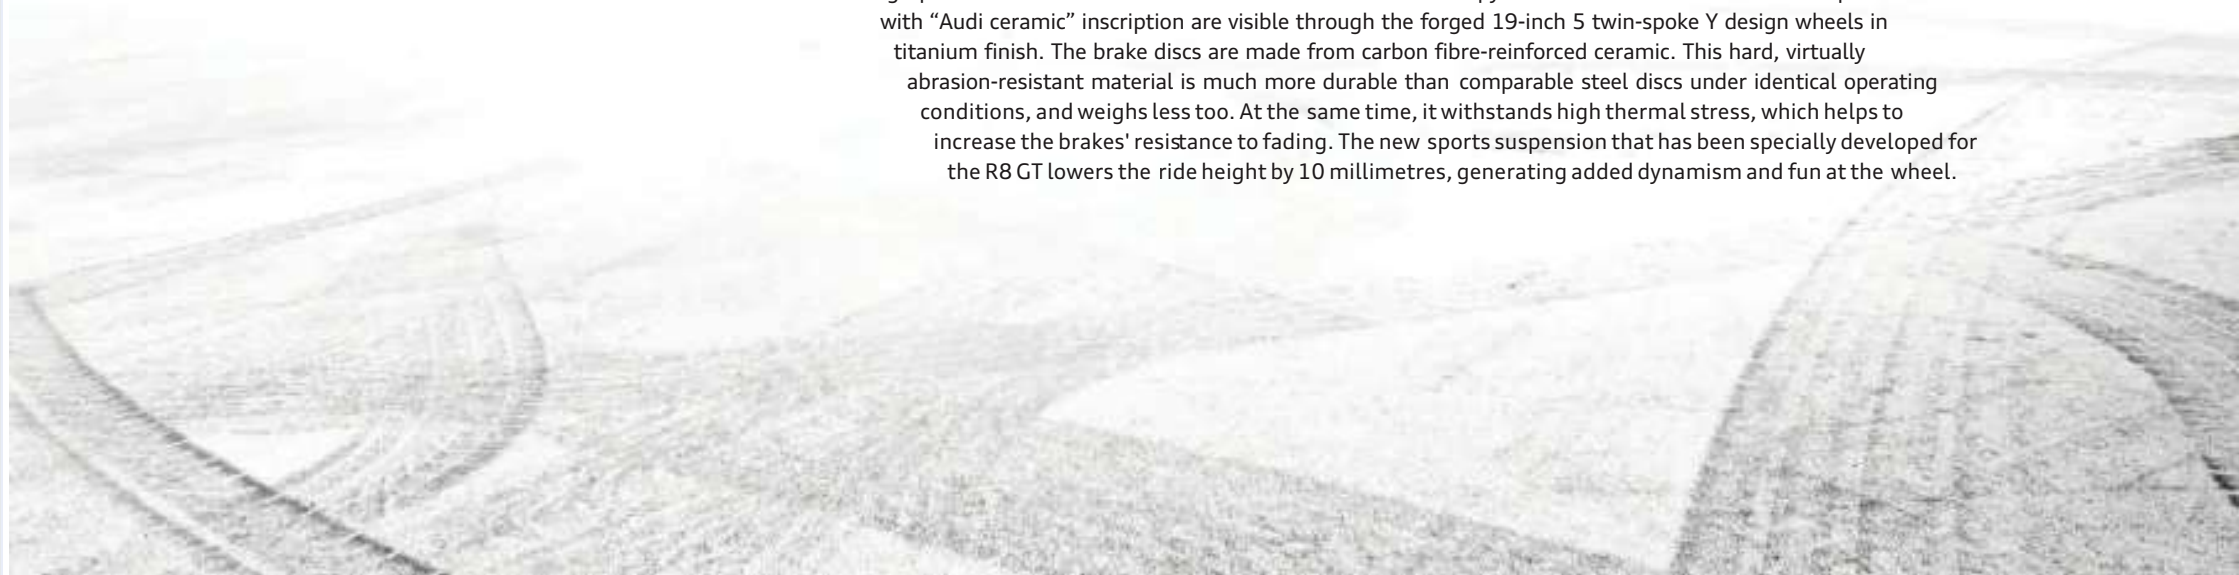 with “Audi ceramic” inscription are visible through the forged 19-inch 5 twin-spoke Y design wheels in
titanium finish. The brake discs are made from carbon fibre-reinforced ceramic. This hard, virtually
abrasion-resistant material is much more durable than comparable steel discs under identical operating
conditions, and weighs less too. At the same time, it withstands high thermal stress, which helps to
increase the brakes' resistance to fading. The new sports suspension that has been specially developed for
the R8 GT lowers the ride height by 10 millimetres, generating added dynamism and fun at the wheel.